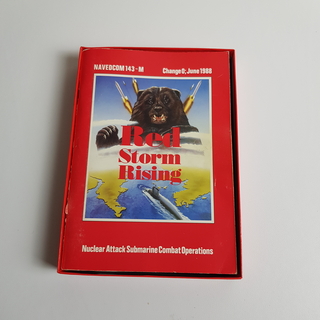 NAVEDCOM 143-M Change 0; June 1988
Red
Storm
Rising
Nuclear Attack Submarine Combat Operations